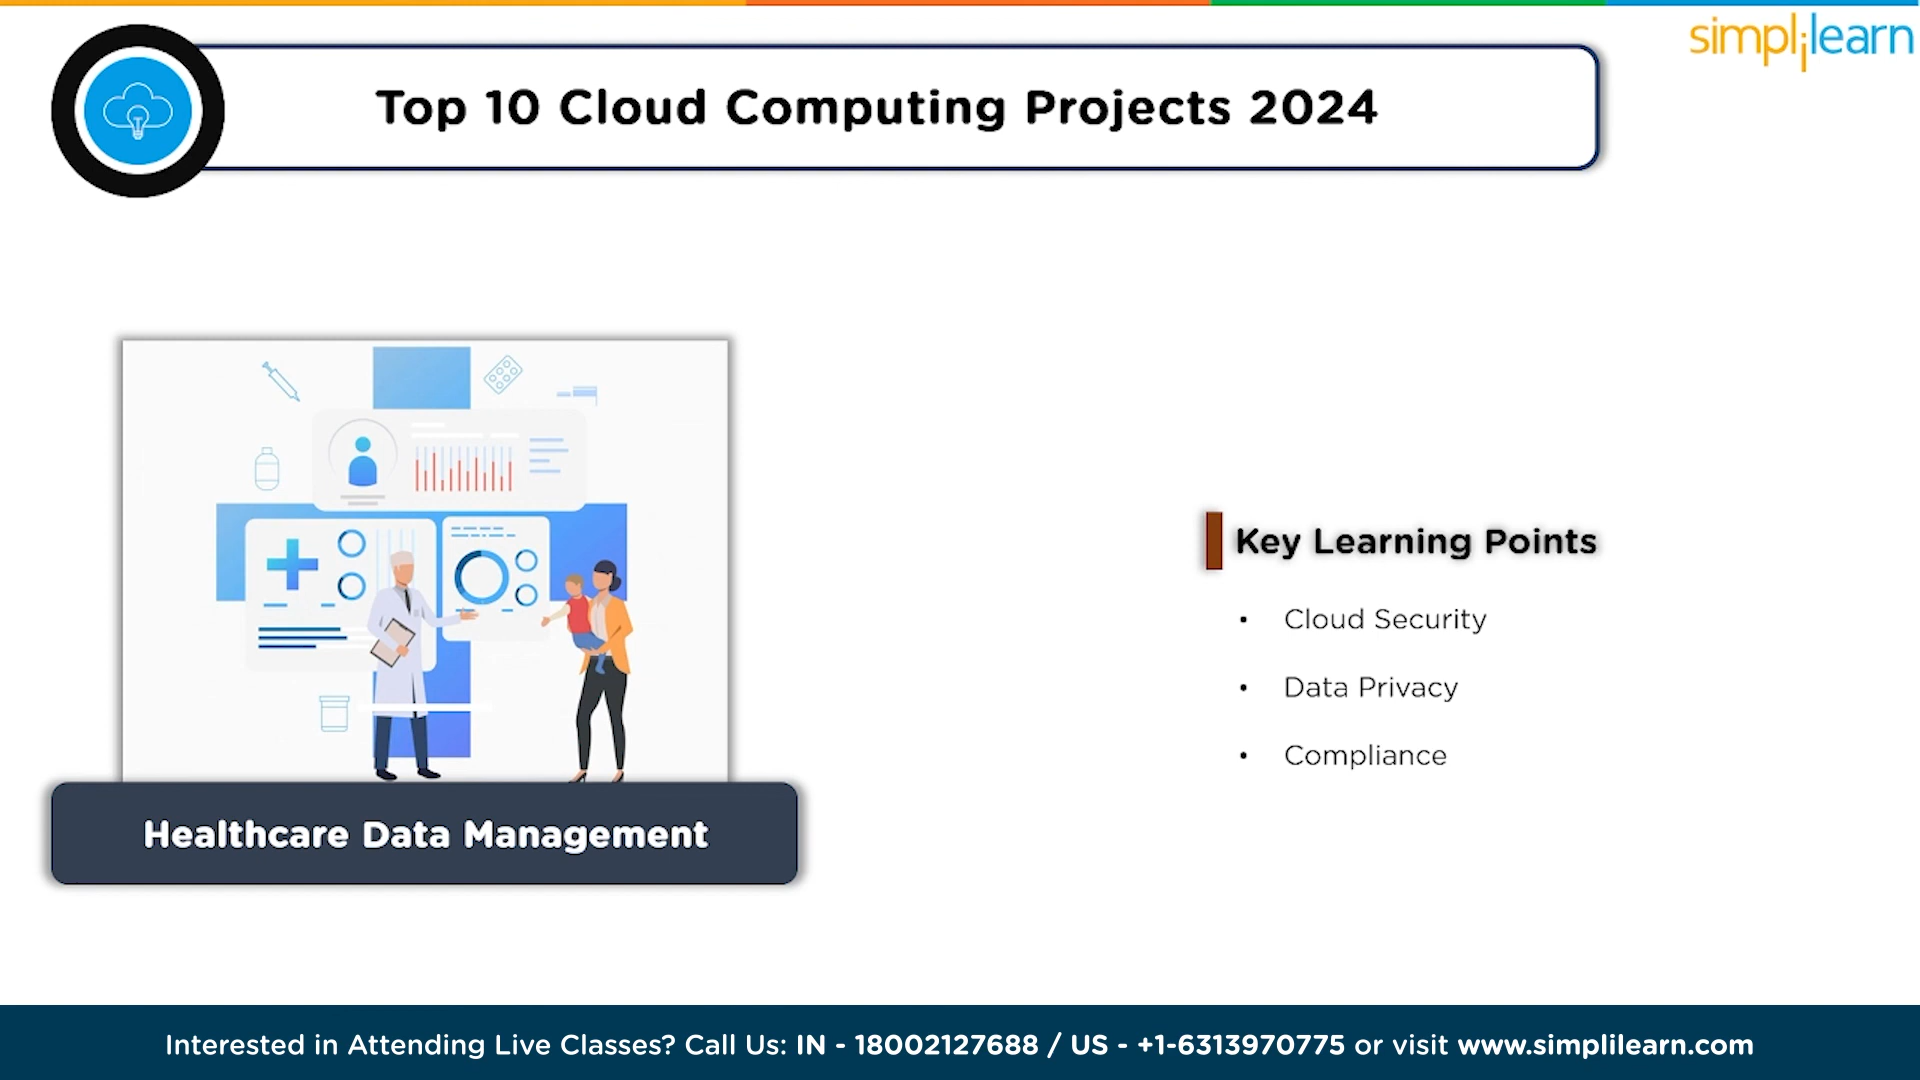 simplilearn
Top 10 Cloud Computing Projects 2024
Key Learning Points
• Cloud Security
• Data Privacy
• Compliance
Healthcare Data Management
Interested in Attending Live Classes? Call Us: IN - 18002127688 / US - +1-6313970775 or visit www.simplilearn.com